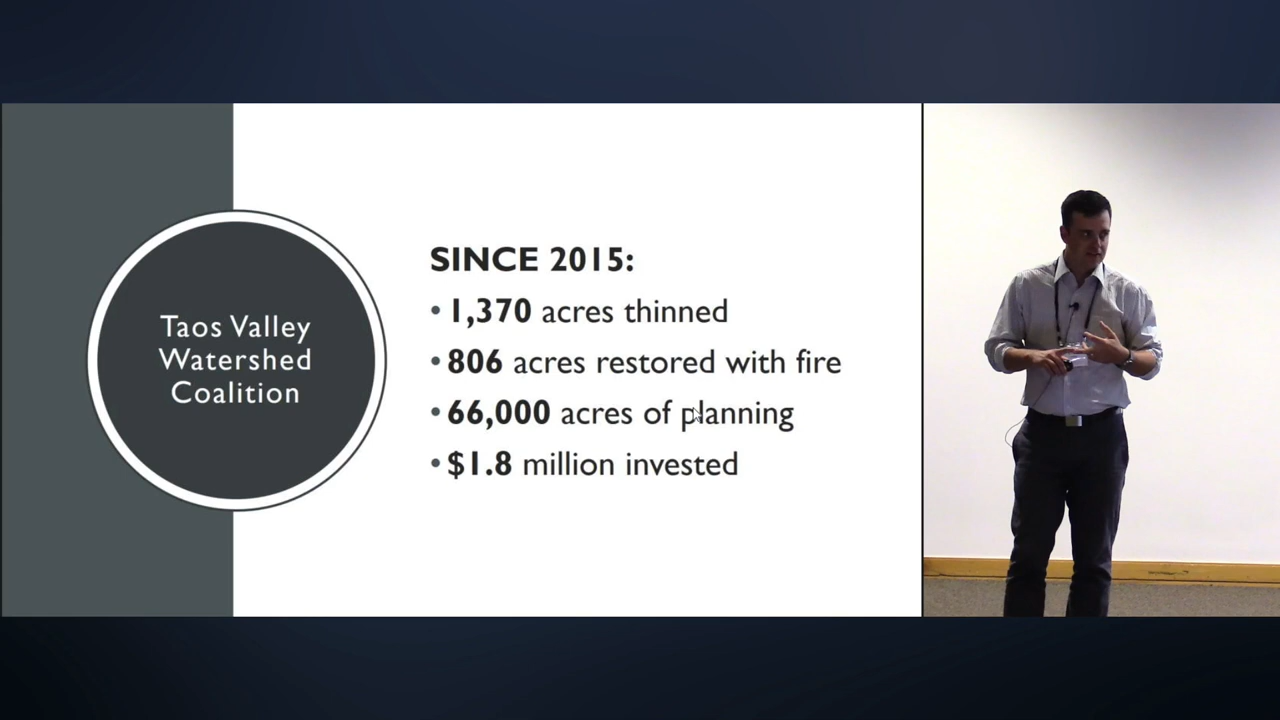 Taos Valley
Watershed
Coalition
SINCE 2015:
• 1,370 acres thinned
• 806 acres restored with fire
• 66,000 acres of planning
• $1.8 million invested